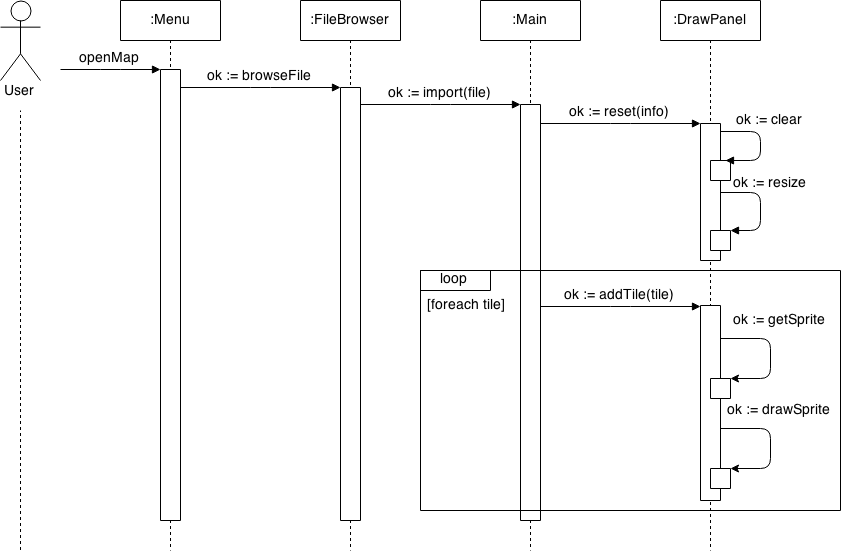 :Menu
:FileBrowser
:Main
:DrawPanel
openMap
User
ok := browseFile
ok := import(file)
ok := reset(info)
ok := clear
ok := resize
loop
[foreach tile]
ok := addTile(tile)
ok := getSprite
ok := drawSprite